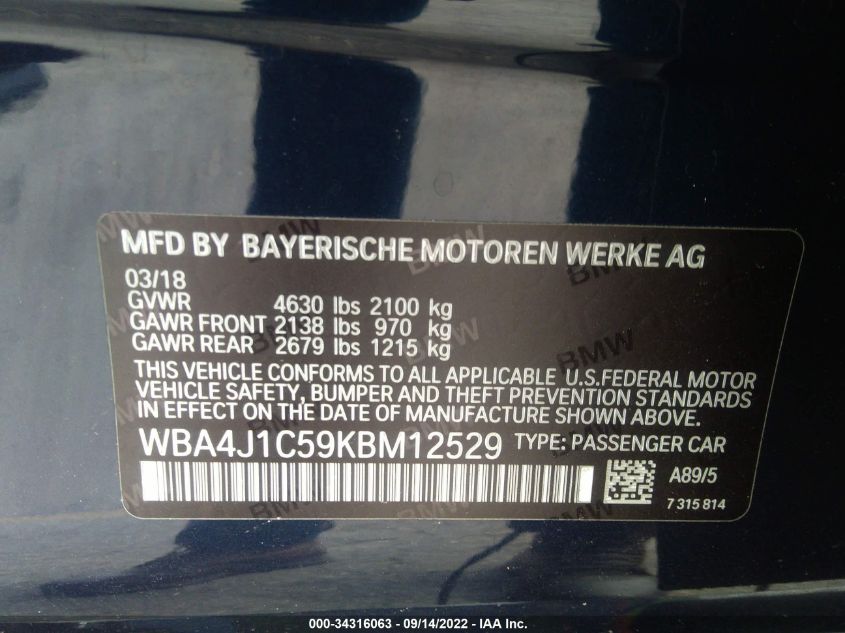 MFD BY BAYERISCHE MOTOREN WERKE AG
03/18
GVWR 4630 lbs 2100 kg
GAWR FRONT 2138 lbs 970 kg
GAWR REAR 2679 lbs 1215 kg
THIS VEHICLE CONFORMS TO ALL APPLICABLE U.S.FEDERAL MOTOR
VEHICLE SAFETY, BUMPER AND THEFT PREVENTION STANDARDS
IN EFFECT ON THE DATE OF MANUFACTURE SHOWN ABOVE.
WBA4J1C59KBM12529 TYPE: PASSENGER CAR
A89/5
7 315 814
000-34316063 - 09/14/2022 - IAA Inc.